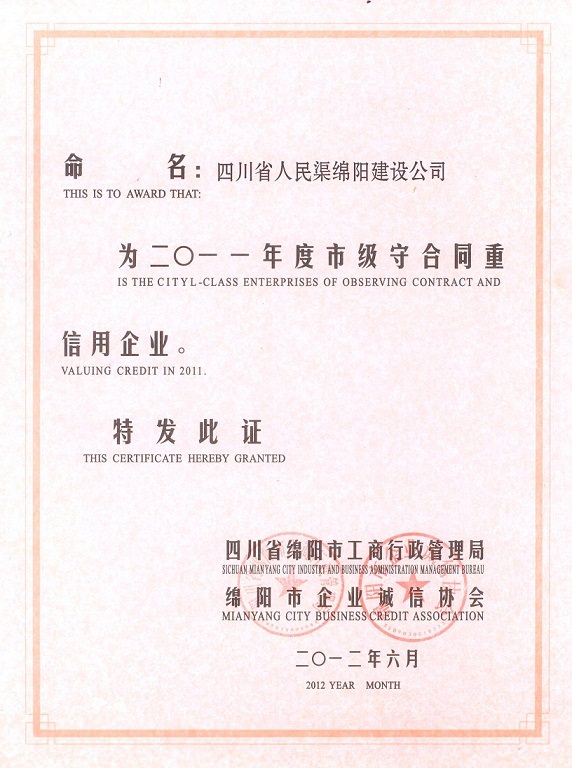 命 名：四川省人民渠绵阳建设公司
THIS IS TO AWARD THAT:
为二〇一一年度市级守合同重
IS THE CITYL-CLASS ENTERPRISES OF OBSERVING CONTRACT AND
信用企业。
VALUING CREDIT IN 2011.
特发此证
THIS CERTIFICATE HEREBY GRANTED
四川省绵阳市工商行政管理局
SICHUAN MIANYANG CITY INDUSTRY AND BUSINESS ADMINISTRATION MANAGEMENT BUREAU
绵阳市企业诚信协会
MIANYANG CITY BUSINESS CREDIT ASSOCIATION
二〇一二年六月
2012 YEAR MONTH